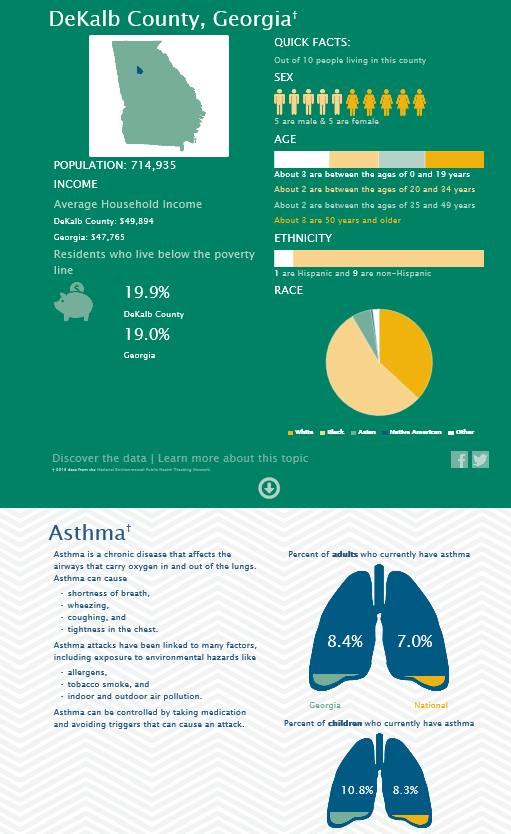 DeKalb County, Georgia†
POPULATION: 714,935
INCOME
Average Household Income
DeKalb County: $49,894
Georgia: $47,765
Residents who live below the poverty
line
19.9%
DeKalb County
19.0%
Georgia
QUICK FACTS:
Out of 10 people living in this county
SEX
5 are male & 5 are female
AGE
About 3 are between the ages of 0 and 19 years
About 2 are between the ages of 20 and 34 years
About 2 are between the ages of 35 and 49 years
About 3 are 50 years and older
ETHNICITY
1 are Hispanic and 9 are non-Hispanic
RACE
White Black Asian Native American Other
Discover the data | Learn more about this topic
† 2010 data from the National Environmental Public Health Tracking Network
Asthma†
Asthma is a chronic disease that affects the
airways that carry oxygen in and out of the lungs.
Asthma can cause
- shortness of breath,
- wheezing,
- coughing, and
- tightness in the chest.
Asthma attacks have been linked to many factors,
including exposure to environmental hazards like
- allergens,
- tobacco smoke, and
- indoor and outdoor air pollution.
Asthma can be controlled by taking medication
and avoiding triggers that can cause an attack.
Percent of adults who currently have asthma
8.4% 7.0%
Georgia National
Percent of children who currently have asthma
10.8% 8.3%